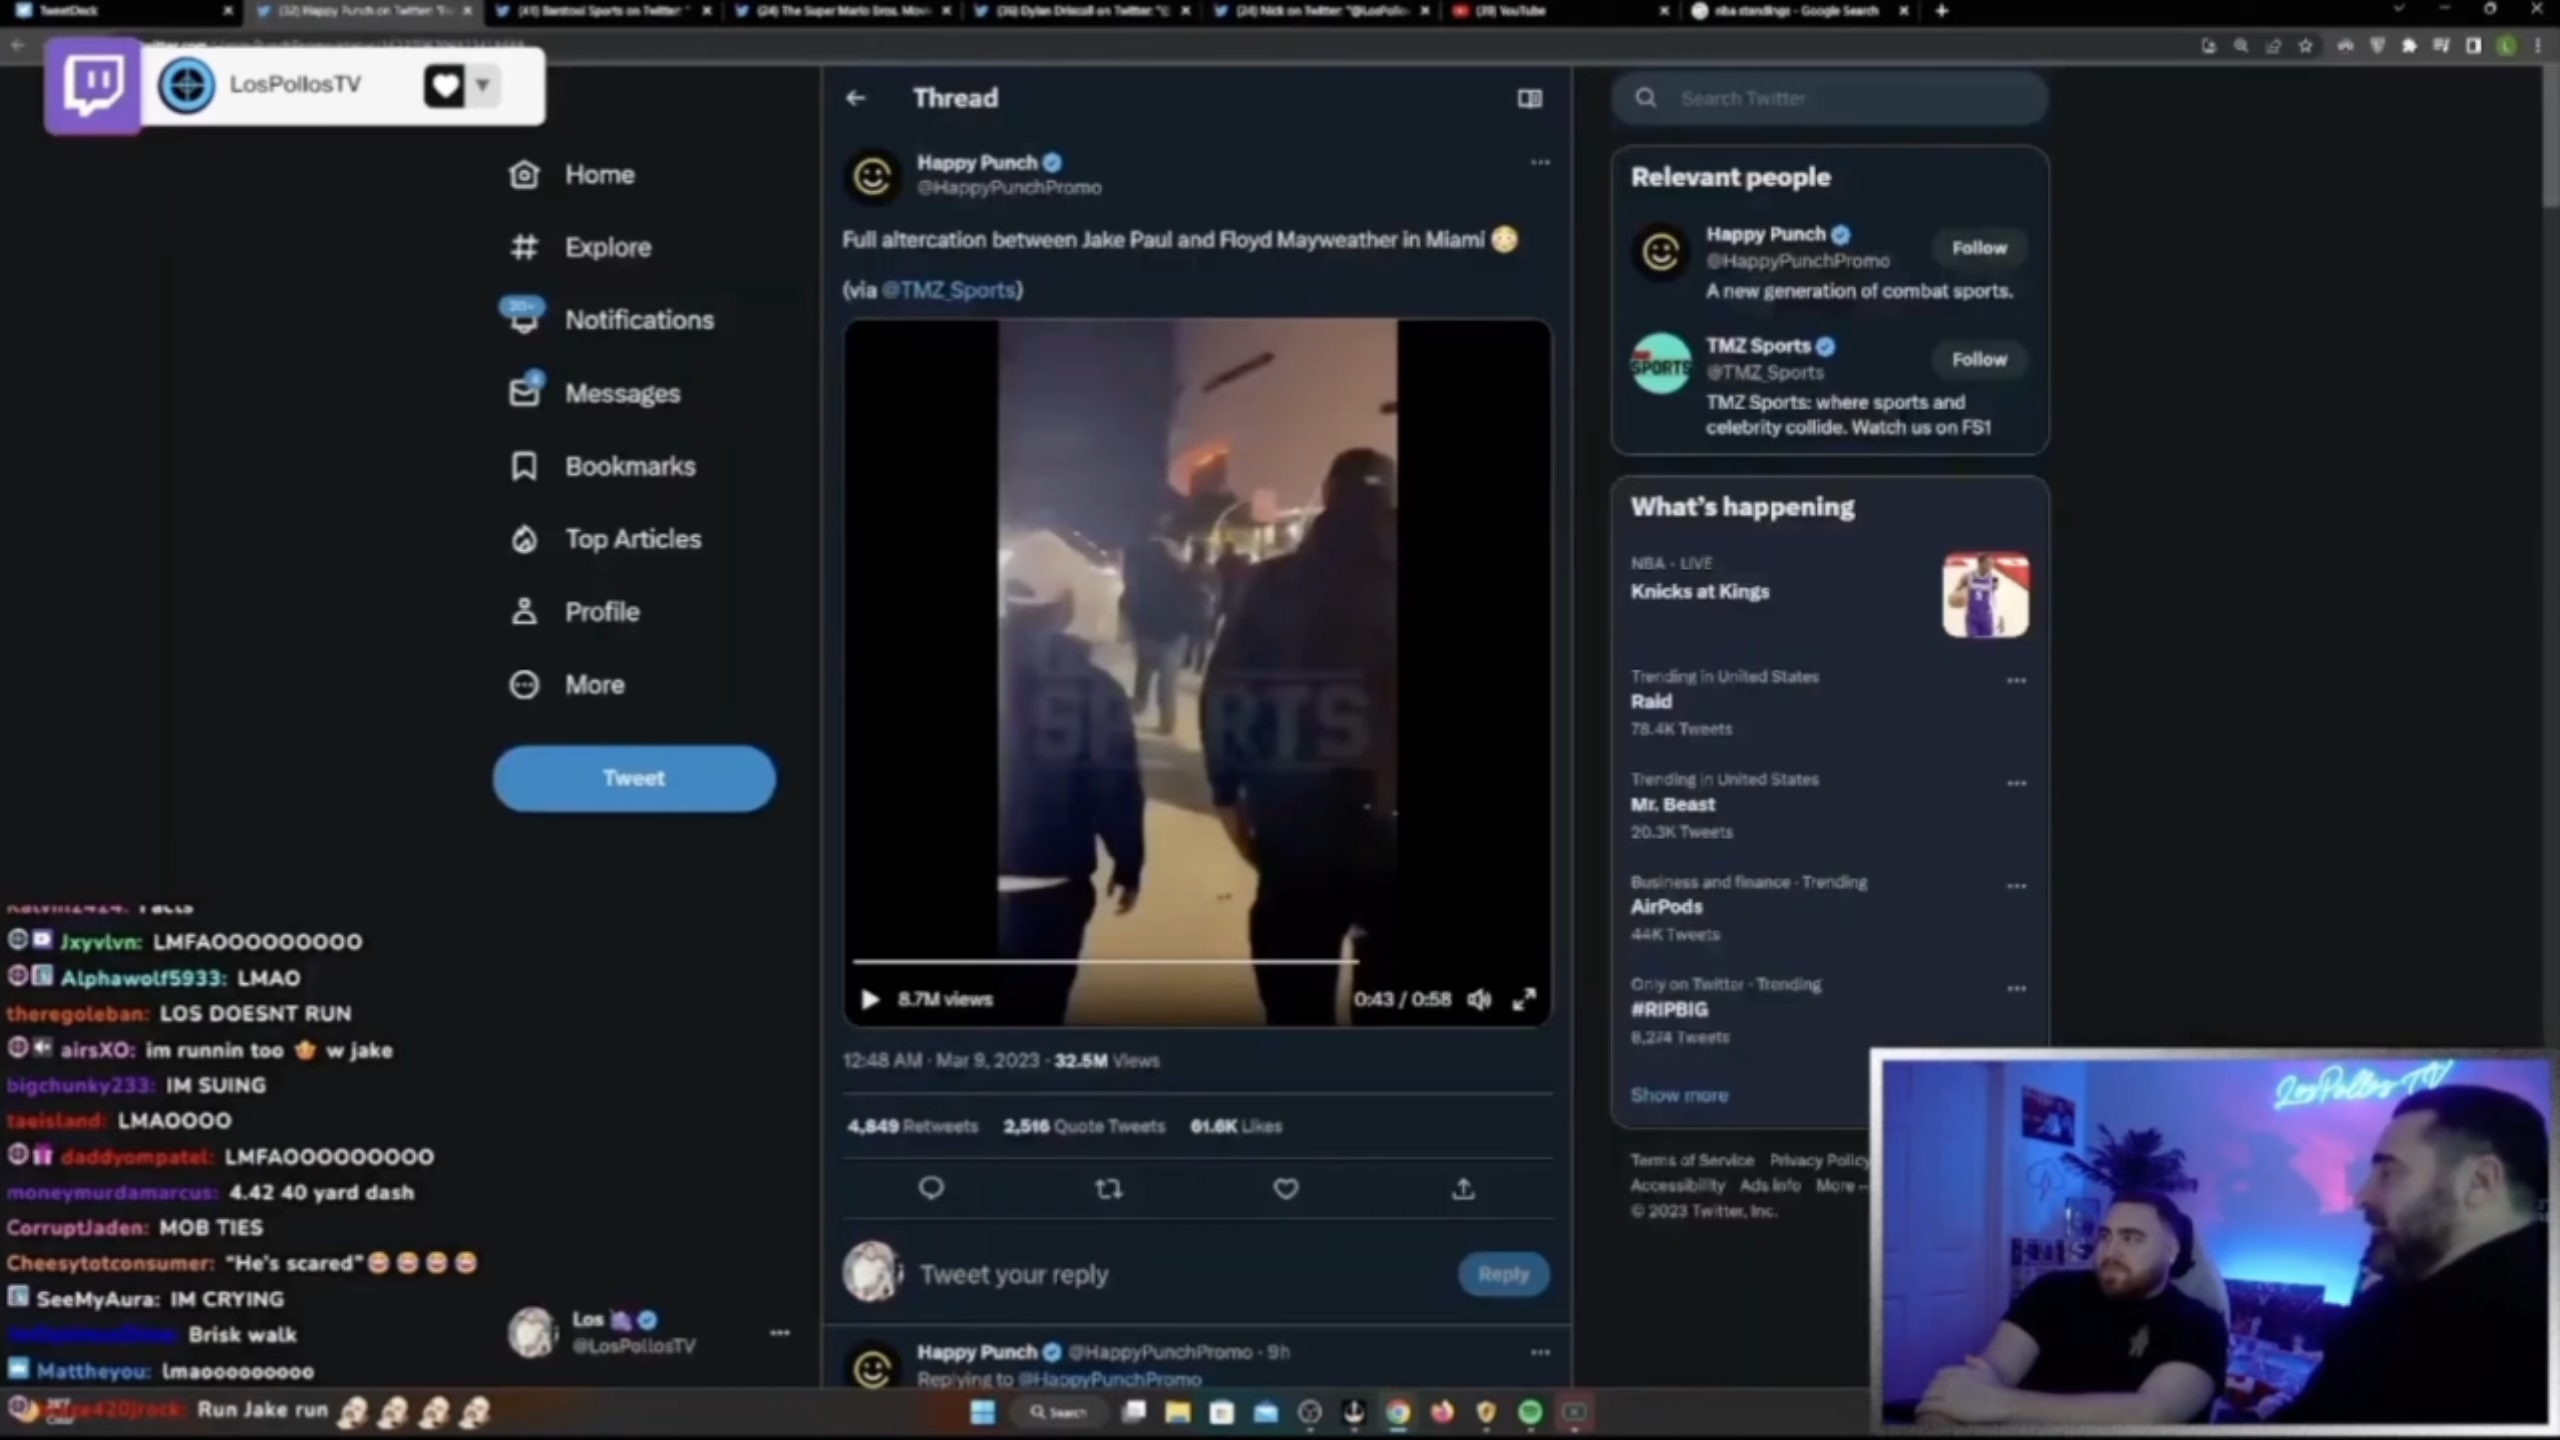 TweetDeck
(32) Happy Punch on Twitter:
(41) Barstool Sports on Twitter: "
(24) The Super Mario Bros. Movi
(36) Dylan Driscoll on Twitter:
(24) Nick on Twitter: "@LosPollo
(39) YouTube
nba standings - Google Search
LosPollosTV
Home
Explore
20+
Notifications
4
Messages
Bookmarks
Top Articles
Profile
More
Tweet
Thread
Happy Punch
@HappyPunchPromo
Full altercation between Jake Paul and Floyd Mayweather in Miami 😳
(via @TMZ_Sports)
SPORTS
8.7M views
0:43 / 0:58
12:48 AM · Mar 9, 2023 · 32.5M Views
4,849 Retweets 2,516 Quote Tweets 61.6K Likes
Tweet your reply
Reply
Happy Punch @HappyPunchPromo · 9h
Replying to @HappyPunchPromo
Search Twitter
Relevant people
Happy Punch
@HappyPunchPromo
Follow
A new generation of combat sports.
SPORTS
TMZ Sports
@TMZ_Sports
Follow
TMZ Sports: where sports and
celebrity collide. Watch us on FS1
What's happening
NBA · LIVE
Knicks at Kings
Trending in United States
Raid
78.4K Tweets
Trending in United States
Mr. Beast
20.3K Tweets
Business and finance · Trending
AirPods
44K Tweets
Only on Twitter · Trending
#RIPBIG
8,274 Tweets
Show more
Terms of Service Privacy Policy
Accessibility Ads info More ···
© 2023 Twitter, Inc.
Facts
Jxyvlvn: LMFAOOOOOOOOO
Alphawolf5933: LMAO
theregoleban: LOS DOESNT RUN
airsXO: im runnin too w jake
bigchunky233: IM SUING
taeisland: LMAOOOO
daddyompatel: LMFAOOOOOOOOO
moneymurdamarcus: 4.42 40 yard dash
CorruptJaden: MOB TIES
Cheesytotconsumer: "He's scared"😂😂😂😂
SeeMyAura: IM CRYING
Brisk walk
Mattheyou: lmaooooooooo
Run Jake run
Los
@LosPollosTV
Search
LosPollos TV